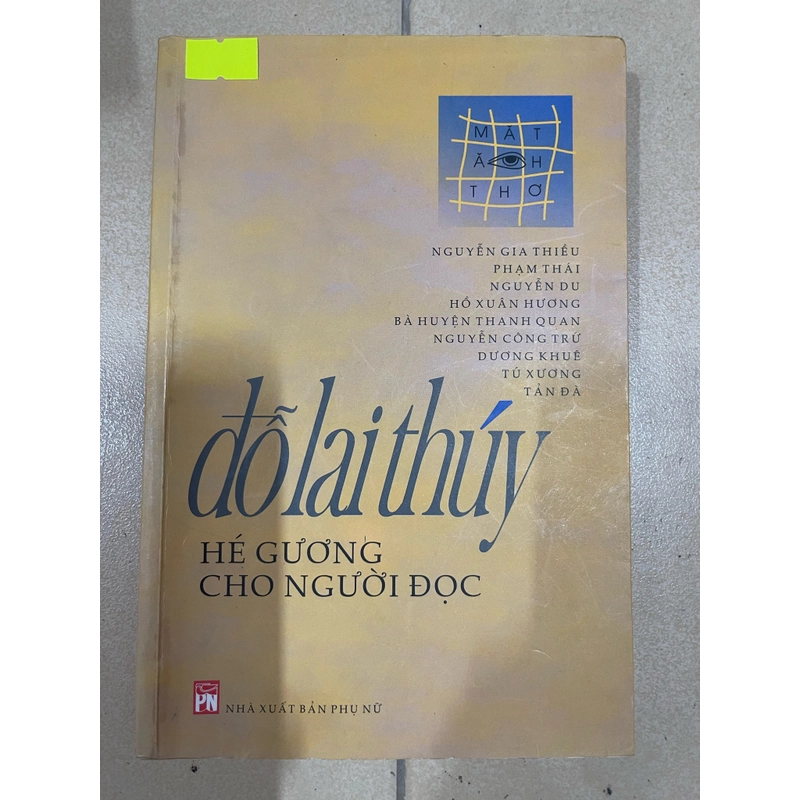 MẮT
Ă H
THƠ
NGUYỄN GIA THIỀU
PHẠM THÁI
NGUYỄN DU
HỒ XUÂN HƯƠNG
BÀ HUYỆN THANH QUAN
NGUYỄN CÔNG TRỨ
DƯƠNG KHUÊ
TÚ XƯƠNG
TẢN ĐÀ
đỗ lai thúy
HÉ GƯƠNG
CHO NGƯỜI ĐỌC
PN
NHÀ XUẤT BẢN PHỤ NỮ